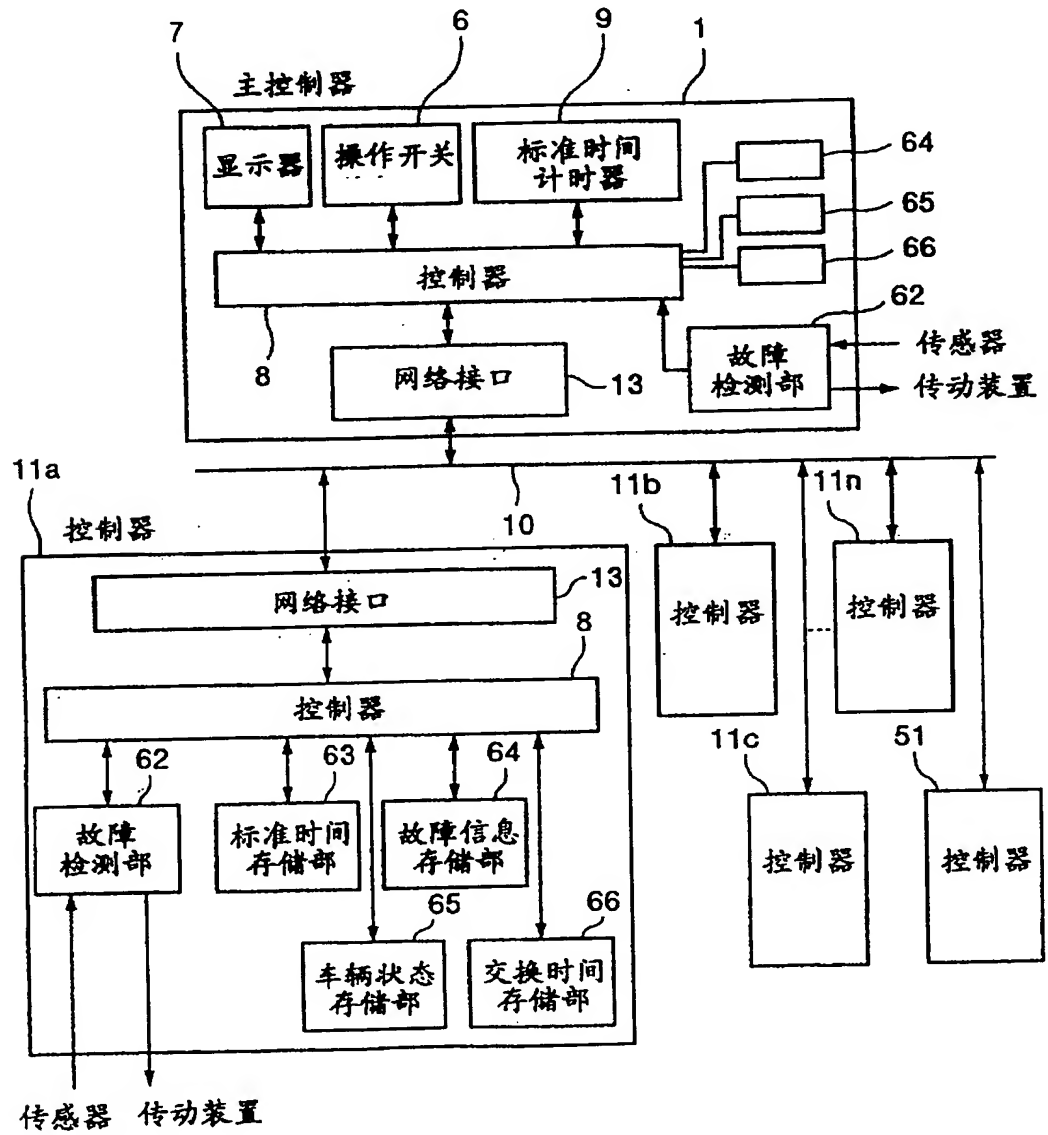 7
6
9
1
主控制器
显示器
操作开关
标准时间
计时器
64
65
66
控制器
8
62
网络接口
13
故障
检测部
传感器
传动装置
11a
10
11b
11n
控制器
网络接口
13
控制器
控制器
8
控制器
62
63
64
11c
51
故障
检测部
标准时间
存储部
故障信息
存储部
控制器
控制器
65
66
车辆状态
存储部
交换时间
存储部
传感器
传动装置